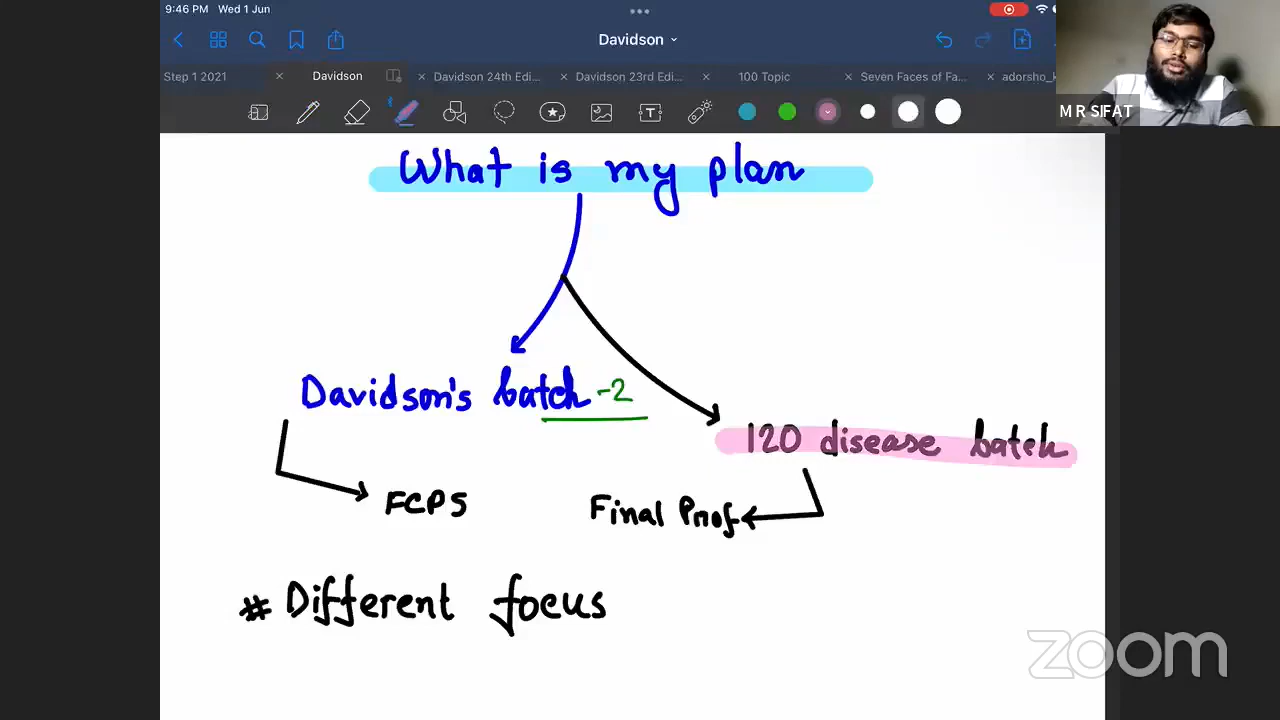 9:46 PM Wed 1 Jun
Davidson
Step 1 2021
Davidson
Davidson 24th Edi...
Davidson 23rd Edi...
100 Topic
Seven Faces of Fa...
adorsho_k
M R SIFAT
What is my plan
Davidson's batch -2
120 disease batch
FCPS
Final Prof
# Different focus
zoom